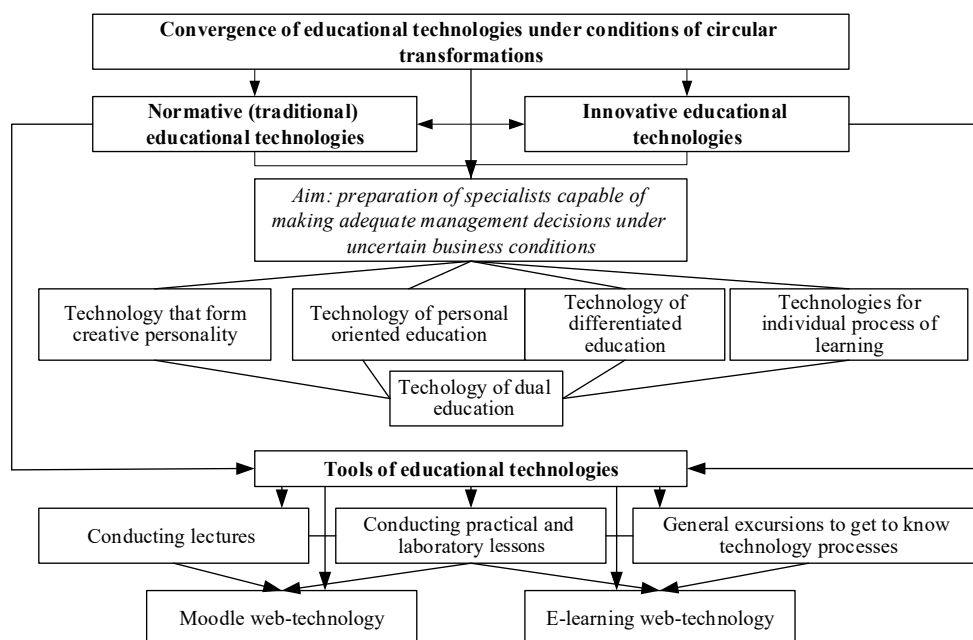 Convergence of educational technologies under conditions of circular
transformations
Normative (traditional)
educational technologies
Innovative educational
technologies
Aim: preparation of specialists capable of
making adequate management decisions under
uncertain business conditions
Technology that form
creative personality
Technology of personal
oriented education
Technology of
differentiated
education
Technologies for
individual process of
learning
Techology of dual
education
Tools of educational technologies
Conducting lectures
Conducting practical and
laboratory lessons
General excursions to get to know
technology processes
Moodle web-technology
E-learning web-technology